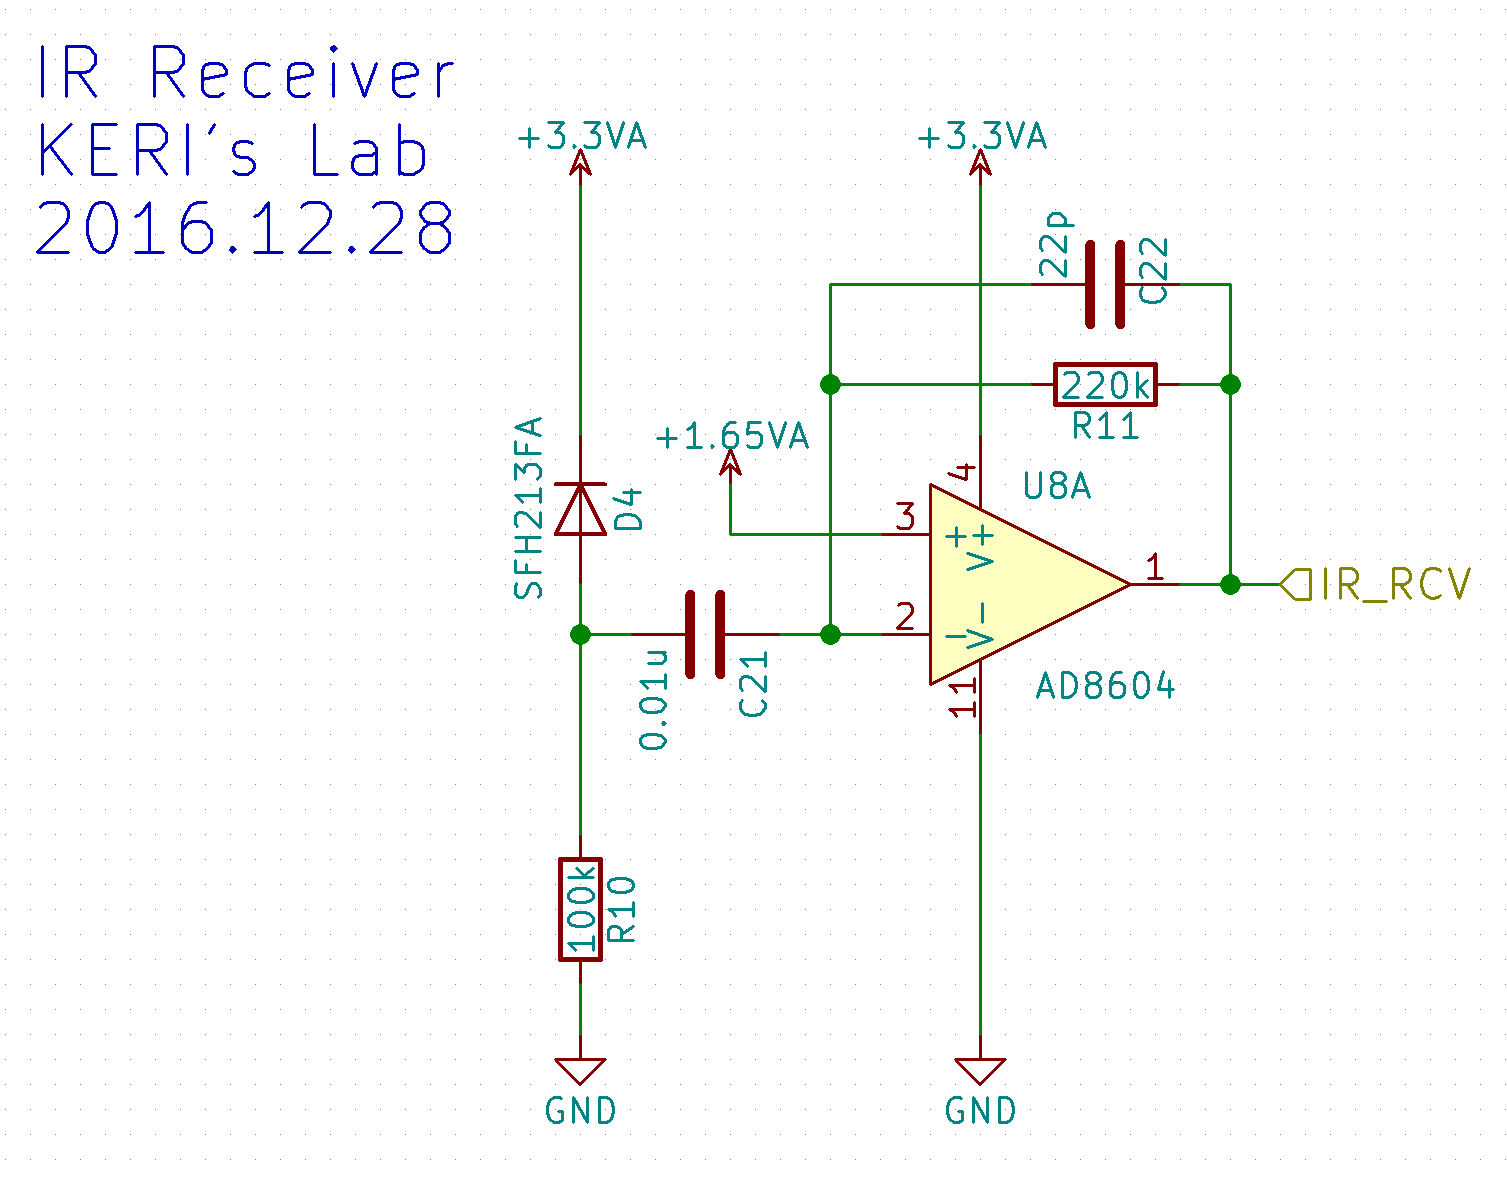 IR Receiver
KERI's Lab
2016.12.28
+3.3VA
+3.3VA
22p
C22
220k
R11
+1.65VA
SFH213FA
D4
4
U8A
3
+
V+
1
IR_RCV
2
-
V-
0.01u
C21
11
AD8604
100k
R10
GND
GND